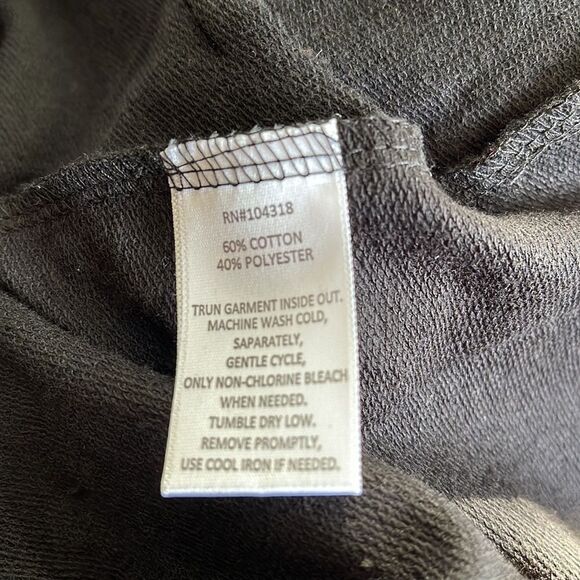 RN#104318
60% COTTON
40% POLYESTER
TRUN GARMENT INSIDE OUT.
MACHINE WASH COLD,
SAPARATELY,
GENTLE CYCLE,
ONLY NON-CHLORINE BLEACH
WHEN NEEDED.
TUMBLE DRY LOW.
REMOVE PROMPTLY,
USE COOL IRON IF NEEDED.